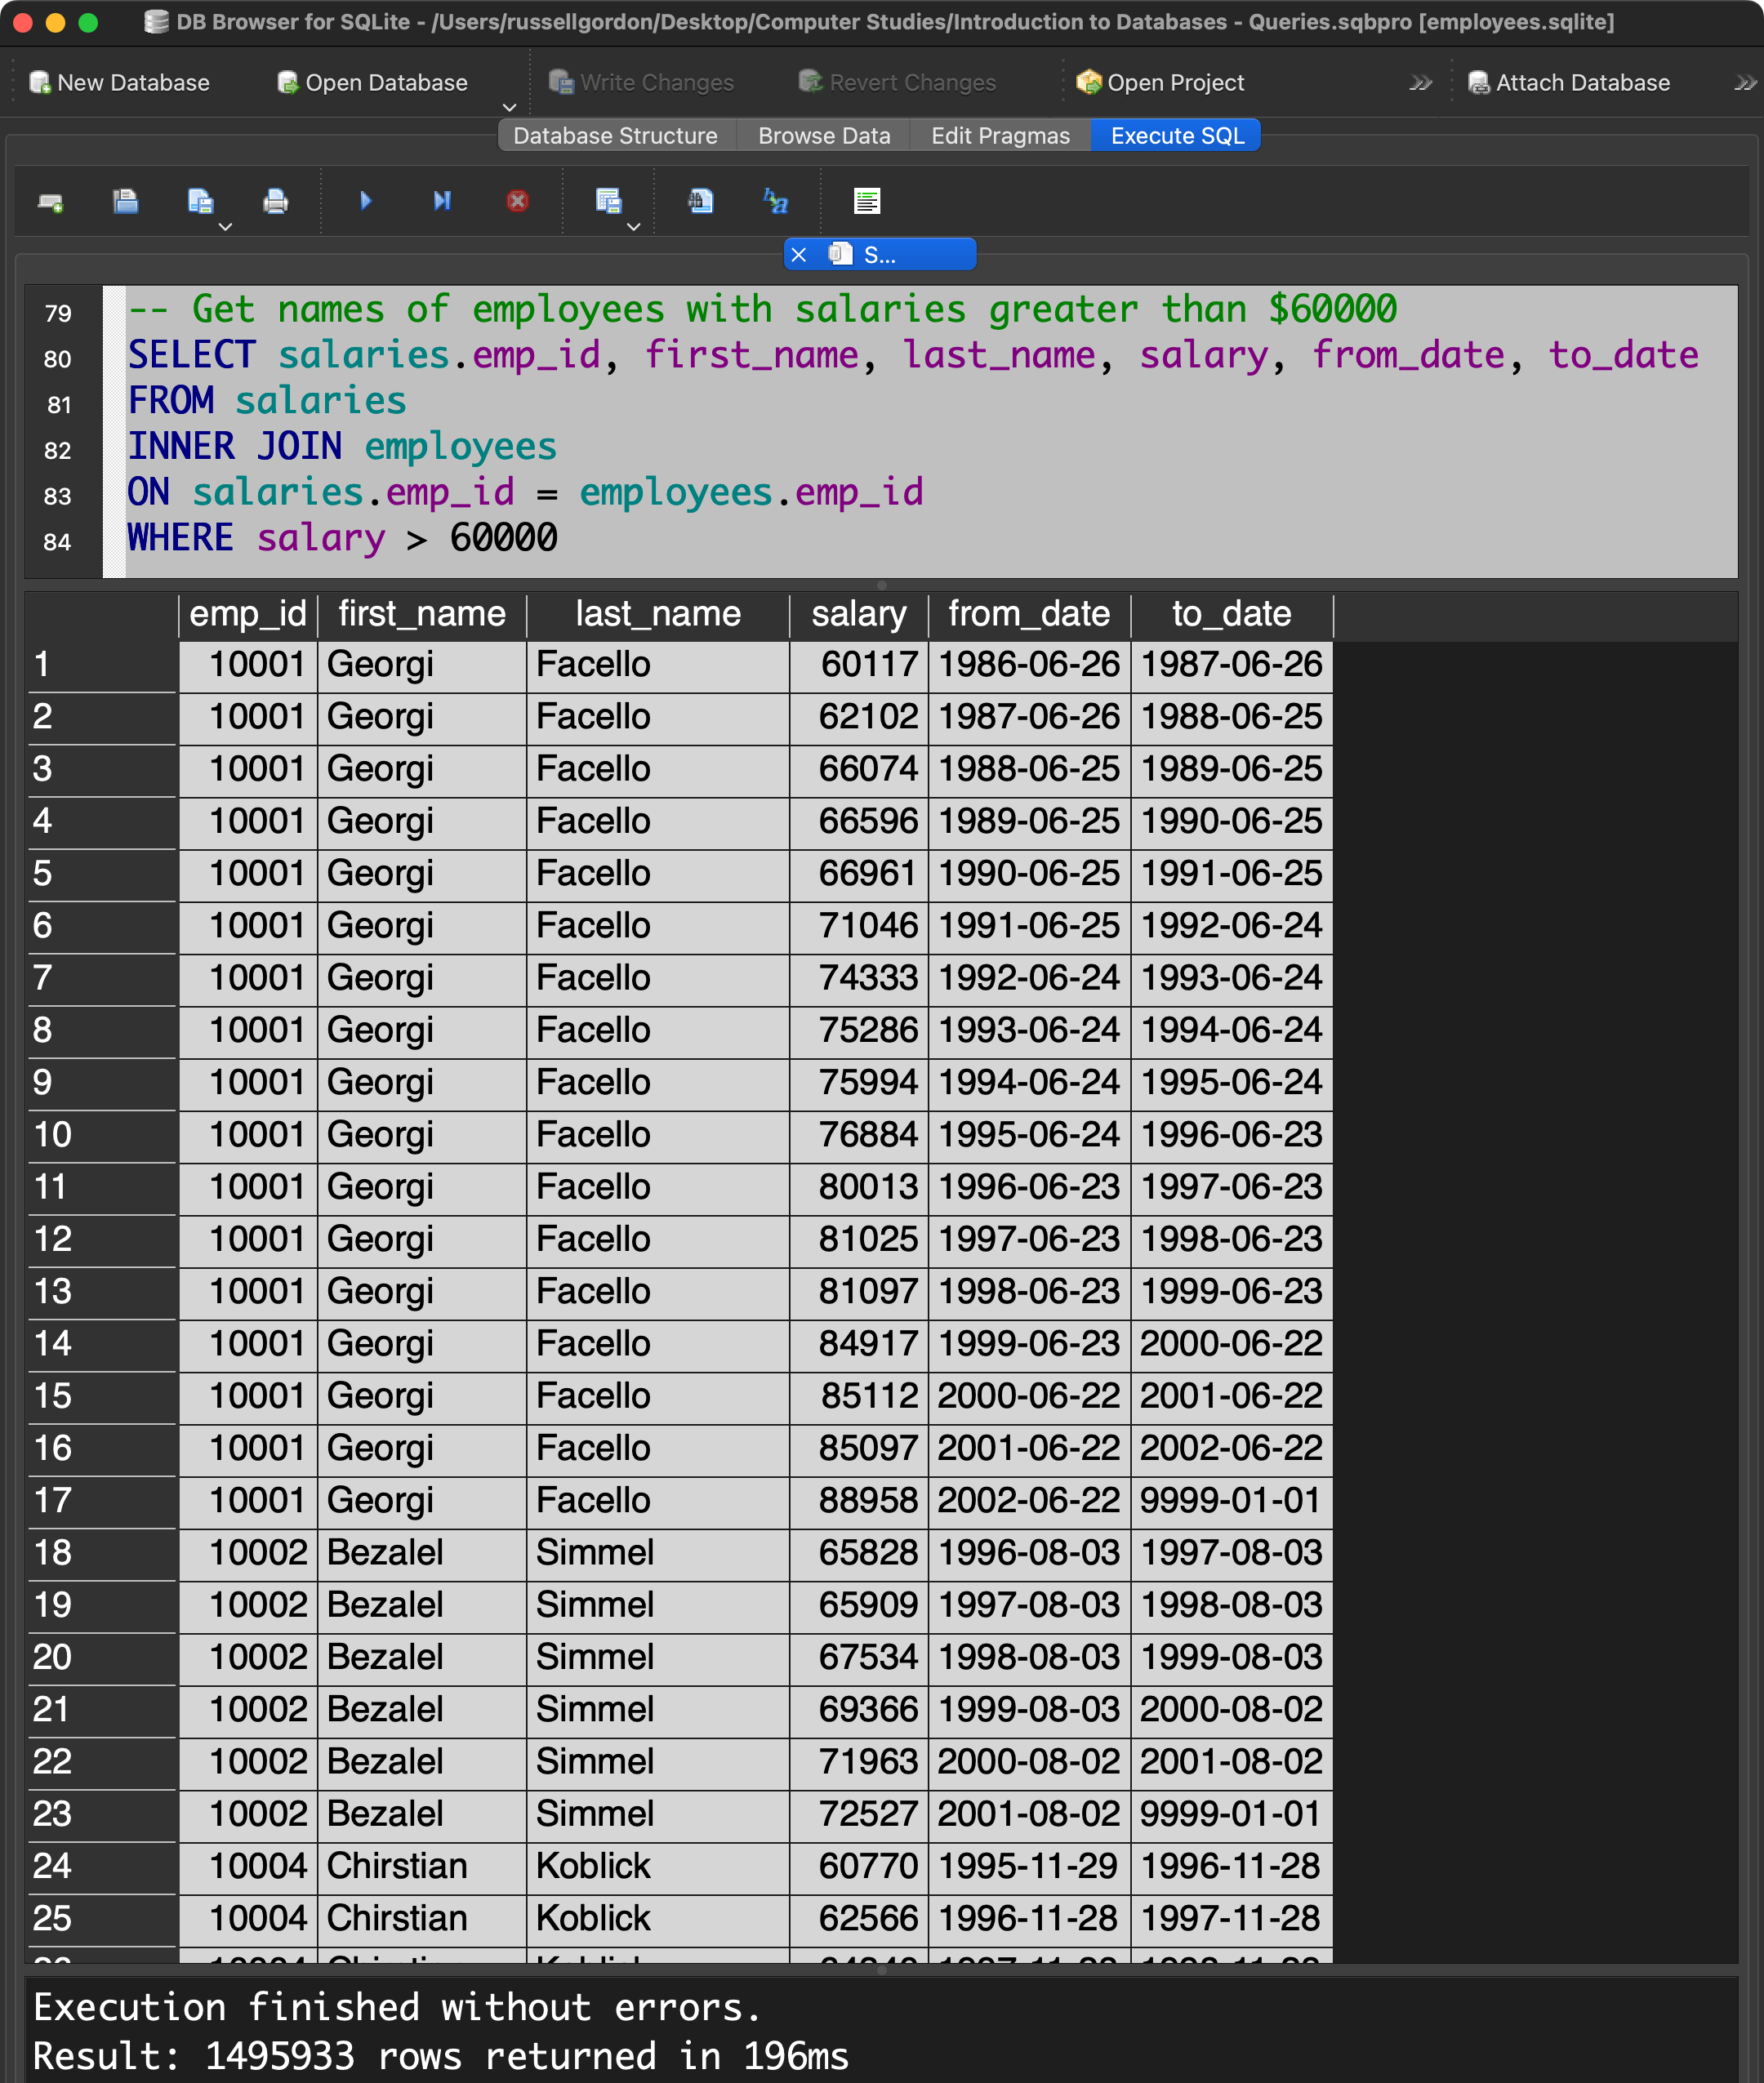 DB Browser for SQLite - /Users/russellgordon/Desktop/Computer Studies/Introduction to Databases - Queries.sqbpro [employees.sqlite]
New Database Open Database Write Changes Revert Changes Open Project Attach Database
Database Structure Browse Data Edit Pragmas Execute SQL
S...
79 -- Get names of employees with salaries greater than $60000
80 SELECT salaries.emp_id, first_name, last_name, salary, from_date, to_date
81 FROM salaries
82 INNER JOIN employees
83 ON salaries.emp_id = employees.emp_id
84 WHERE salary > 60000
emp_id first_name last_name salary from_date to_date
1 10001 Georgi Facello 60117 1986-06-26 1987-06-26
2 10001 Georgi Facello 62102 1987-06-26 1988-06-25
3 10001 Georgi Facello 66074 1988-06-25 1989-06-25
4 10001 Georgi Facello 66596 1989-06-25 1990-06-25
5 10001 Georgi Facello 66961 1990-06-25 1991-06-25
6 10001 Georgi Facello 71046 1991-06-25 1992-06-24
7 10001 Georgi Facello 74333 1992-06-24 1993-06-24
8 10001 Georgi Facello 75286 1993-06-24 1994-06-24
9 10001 Georgi Facello 75994 1994-06-24 1995-06-24
10 10001 Georgi Facello 76884 1995-06-24 1996-06-23
11 10001 Georgi Facello 80013 1996-06-23 1997-06-23
12 10001 Georgi Facello 81025 1997-06-23 1998-06-23
13 10001 Georgi Facello 81097 1998-06-23 1999-06-23
14 10001 Georgi Facello 84917 1999-06-23 2000-06-22
15 10001 Georgi Facello 85112 2000-06-22 2001-06-22
16 10001 Georgi Facello 85097 2001-06-22 2002-06-22
17 10001 Georgi Facello 88958 2002-06-22 9999-01-01
18 10002 Bezalel Simmel 65828 1996-08-03 1997-08-03
19 10002 Bezalel Simmel 65909 1997-08-03 1998-08-03
20 10002 Bezalel Simmel 67534 1998-08-03 1999-08-03
21 10002 Bezalel Simmel 69366 1999-08-03 2000-08-02
22 10002 Bezalel Simmel 71963 2000-08-02 2001-08-02
23 10002 Bezalel Simmel 72527 2001-08-02 9999-01-01
24 10004 Chirstian Koblick 60770 1995-11-29 1996-11-28
25 10004 Chirstian Koblick 62566 1996-11-28 1997-11-28
Execution finished without errors.
Result: 1495933 rows returned in 196ms